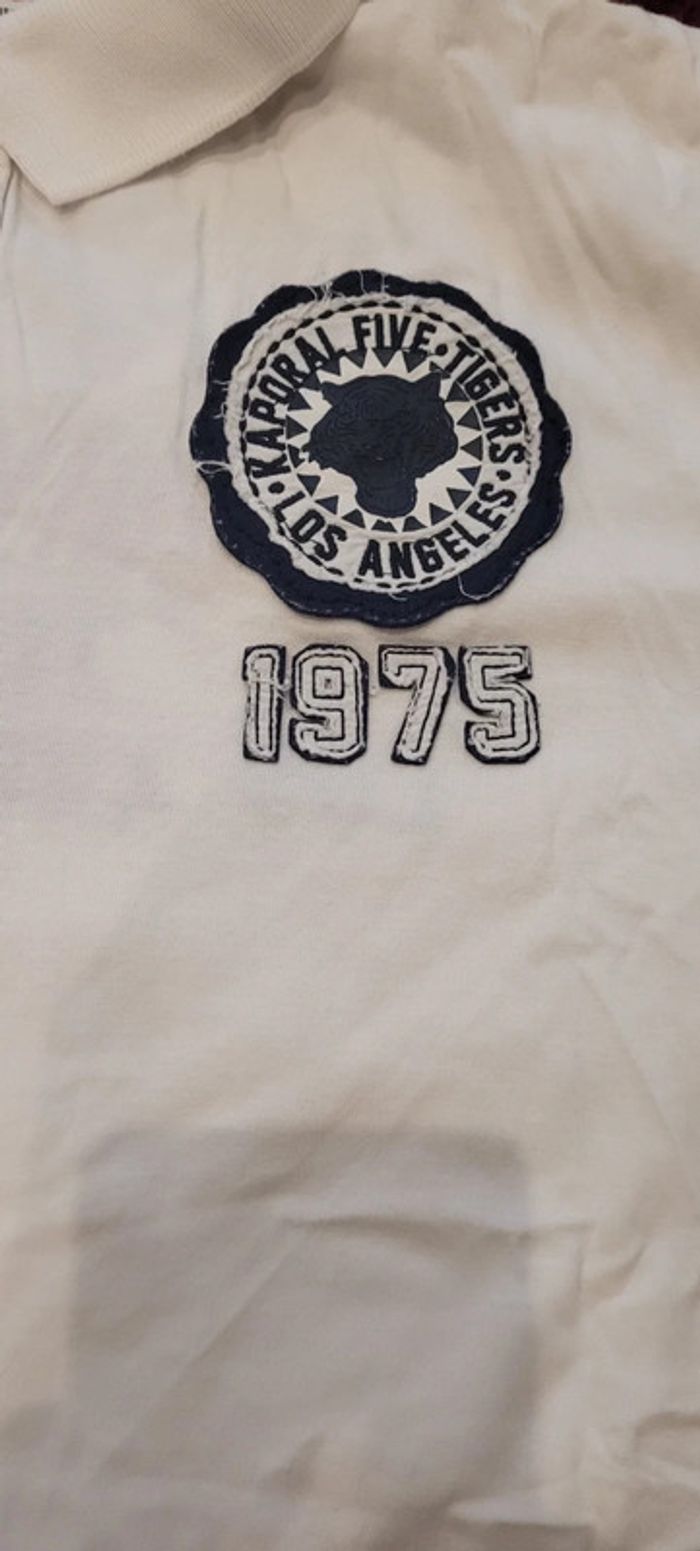 KAPORAL FIVE • TIGERS •
LOS ANGELES •
1975